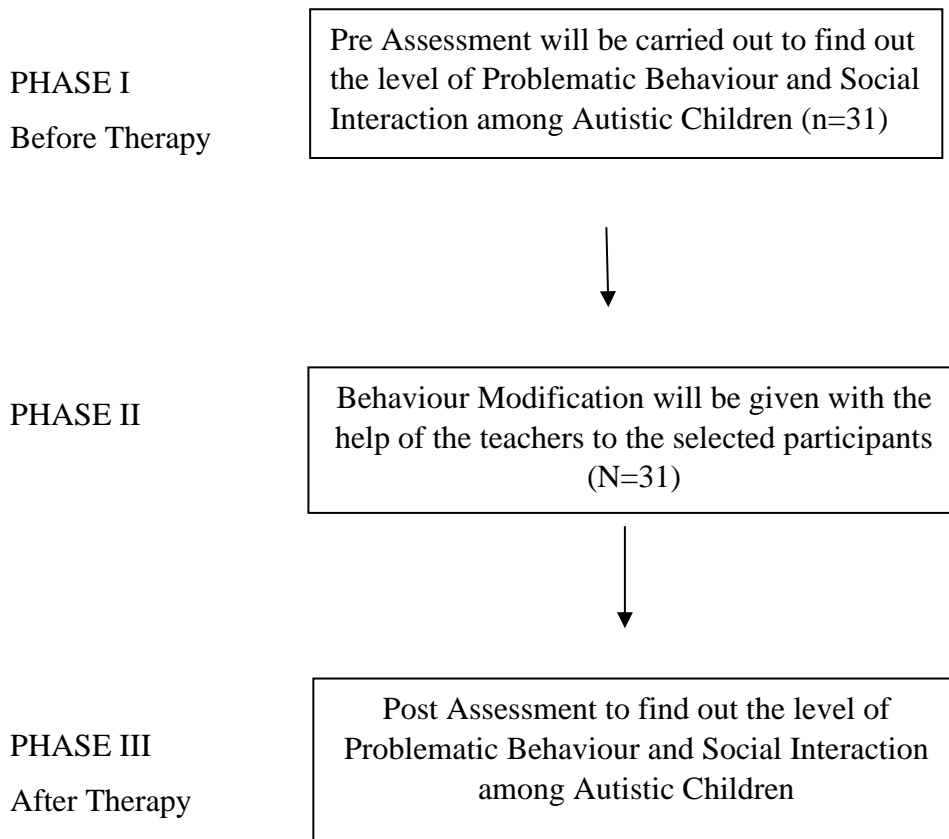 PHASE I
Before Therapy
Pre Assessment will be carried out to find out
the level of Problematic Behaviour and Social
Interaction among Autistic Children (n=31)
PHASE II
Behaviour Modification will be given with the
help of the teachers to the selected participants
(N=31)
PHASE III
After Therapy
Post Assessment to find out the level of
Problematic Behaviour and Social Interaction
among Autistic Children